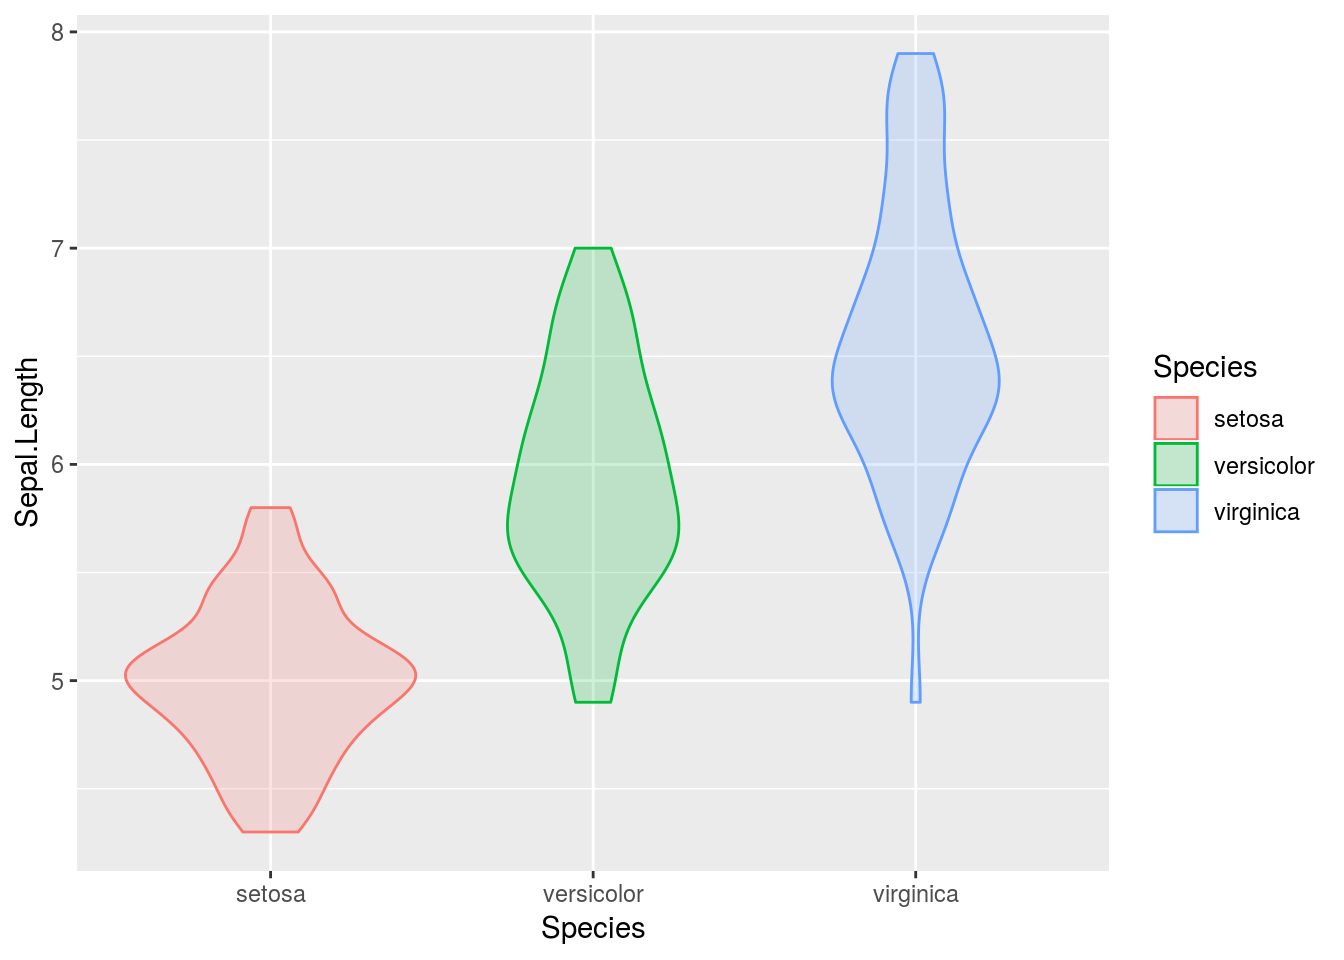 8
7
6
5
Sepal.Length
setosa
versicolor
virginica
Species
Species
setosa
versicolor
virginica